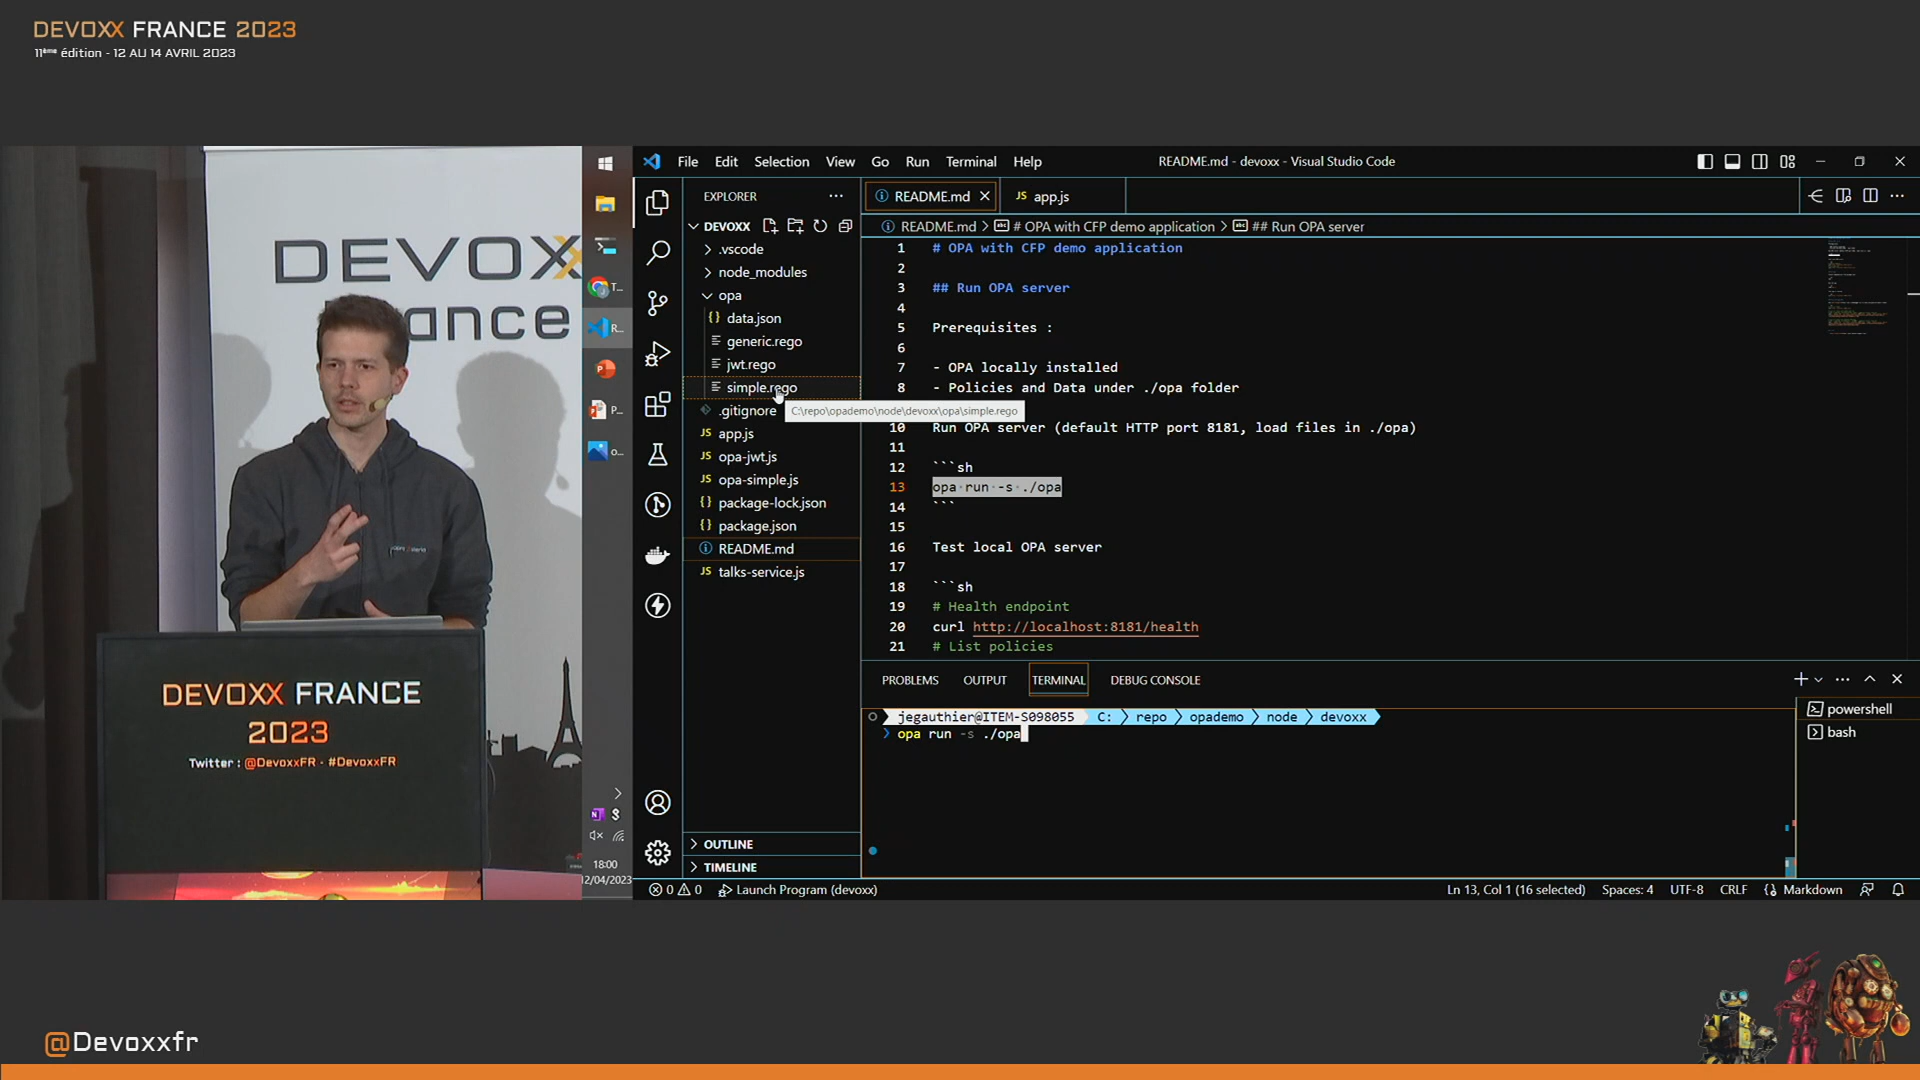 DEVOXX FRANCE 2023
11ème édition - 12 AU 14 AVRIL 2023
DEVOXX
France
DEVOXX FRANCE
2023
Twitter : @DevoxxFR - #DevoxxFR
T...
R...
P...
o...
18:00
12/04/2023
File Edit Selection View Go Run Terminal Help
README.md - devoxx - Visual Studio Code
EXPLORER
DEVOXX
.vscode
node_modules
opa
data.json
generic.rego
jwt.rego
simple.rego
.gitignore
C:\repo\opademo\node\devoxx\opa\simple.rego
JS app.js
JS opa-jwt.js
JS opa-simple.js
package-lock.json
package.json
README.md
JS talks-service.js
OUTLINE
TIMELINE
README.md
JS app.js
README.md > # OPA with CFP demo application > ## Run OPA server
1 # OPA with CFP demo application
2
3 ## Run OPA server
4
5 Prerequisites :
6
7 - OPA locally installed
8 - Policies and Data under ./opa folder
10 Run OPA server (default HTTP port 8181, load files in ./opa)
11
12 ```sh
13 opa run -s ./opa
14 ```
15
16 Test local OPA server
17
18 ```sh
19 # Health endpoint
20 curl http://localhost:8181/health
21 # List policies
PROBLEMS OUTPUT TERMINAL DEBUG CONSOLE
jegauthier@ITEM-S098055 C: repo opademo node devoxx
opa run -s ./opa
powershell
bash
0 0 Launch Program (devoxx)
Ln 13, Col 1 (16 selected) Spaces: 4 UTF-8 CRLF Markdown
@Devoxxfr